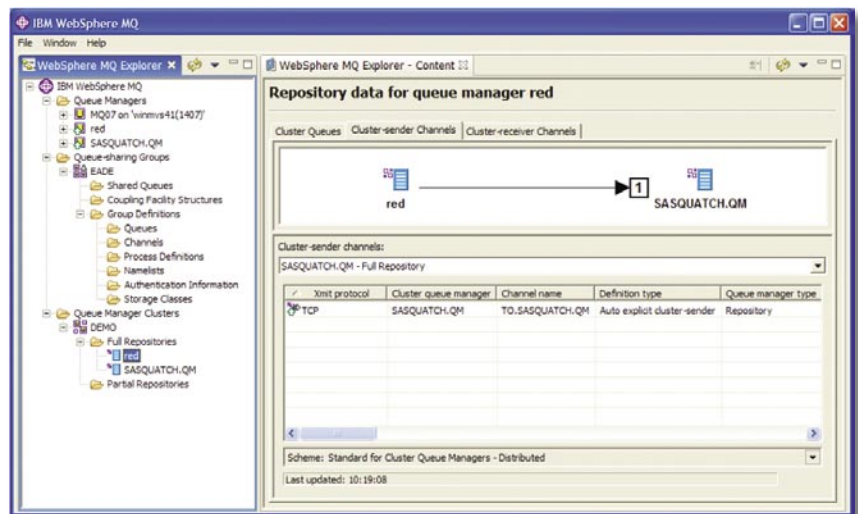 IBM WebSphere MQ
File Window Help
WebSphere MQ Explorer
IBM WebSphere MQ
Queue Managers
MQ07 on 'winmvs41(1407)'
red
SASQUATCH.QM
Queue-sharing Groups
EADE
Shared Queues
Coupling Facility Structures
Group Definitions
Queues
Channels
Process Definitions
Namelists
Authentication Information
Storage Classes
Queue Manager Clusters
DEMO
Full Repositories
red
SASQUATCH.QM
Partial Repositories
WebSphere MQ Explorer - Content
Repository data for queue manager red
Cluster Queues Cluster-sender Channels Cluster-receiver Channels
1
red SASQUATCH.QM
Cluster-sender channels:
SASQUATCH.QM - Full Repository
Xmit protocol Cluster queue manager Channel name Definition type Queue manager type
TCP SASQUATCH.QM TO.SASQUATCH.QM Auto explicit cluster-sender Repository
Scheme: Standard for Cluster Queue Managers - Distributed
Last updated: 10:19:08